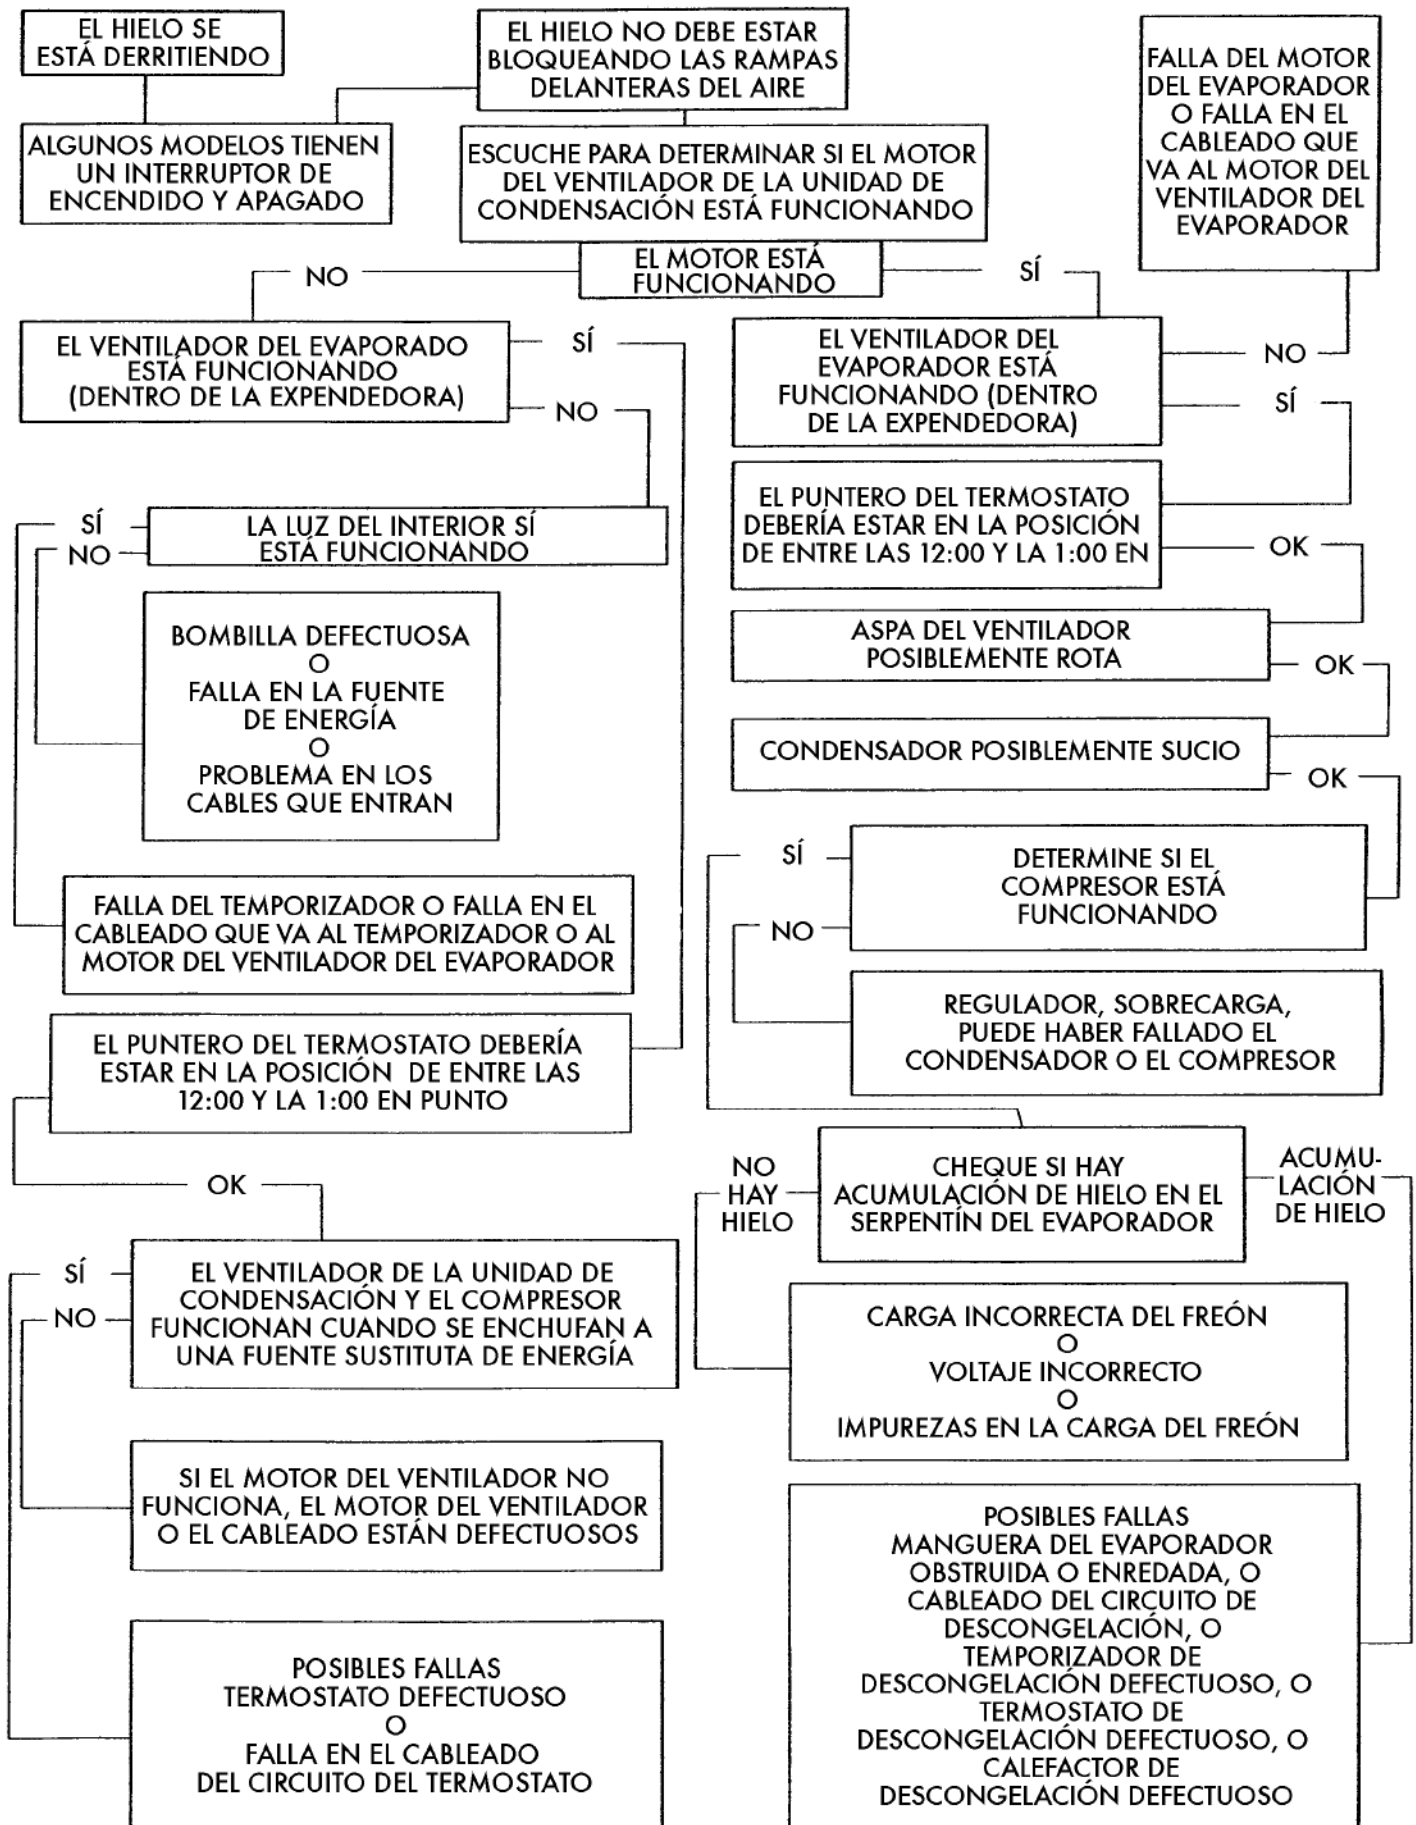 EL HIELO SE
ESTÁ DERRITIENDO
EL HIELO NO DEBE ESTAR
BLOQUEANDO LAS RAMPAS
DELANTERAS DEL AIRE
FALLA DEL MOTOR
DEL EVAPORADOR
O FALLA EN EL
CABLEADO QUE
VA AL MOTOR DEL
VENTILADOR DEL
EVAPORADOR
ALGUNOS MODELOS TIENEN
UN INTERRUPTOR DE
ENCENDIDO Y APAGADO
ESCUCHE PARA DETERMINAR SI EL MOTOR
DEL VENTILADOR DE LA UNIDAD DE
CONDENSACIÓN ESTÁ FUNCIONANDO
EL MOTOR ESTÁ
FUNCIONANDO
NO
SÍ
EL VENTILADOR DEL EVAPORADO
ESTÁ FUNCIONANDO
(DENTRO DE LA EXPENDEDORA)
SÍ
NO
EL VENTILADOR DEL
EVAPORADOR ESTÁ
FUNCIONANDO (DENTRO
DE LA EXPENDEDORA)
NO
SÍ
LA LUZ DEL INTERIOR SÍ
ESTÁ FUNCIONANDO
SÍ
NO
EL PUNTERO DEL TERMOSTATO
DEBERÍA ESTAR EN LA POSICIÓN
DE ENTRE LAS 12:00 Y LA 1:00 EN
OK
BOMBILLA DEFECTUOSA
O
FALLA EN LA FUENTE
DE ENERGÍA
O
PROBLEMA EN LOS
CABLES QUE ENTRAN
ASPA DEL VENTILADOR
POSIBLEMENTE ROTA
OK
CONDENSADOR POSIBLEMENTE SUCIO
OK
FALLA DEL TEMPORIZADOR O FALLA EN EL
CABLEADO QUE VA AL TEMPORIZADOR O AL
MOTOR DEL VENTILADOR DEL EVAPORADOR
SÍ
NO
DETERMINE SI EL
COMPRESOR ESTÁ
FUNCIONANDO
REGULADOR, SOBRECARGA,
PUEDE HABER FALLADO EL
CONDENSADOR O EL COMPRESOR
EL PUNTERO DEL TERMOSTATO DEBERÍA
ESTAR EN LA POSICIÓN DE ENTRE LAS
12:00 Y LA 1:00 EN PUNTO
OK
NO
HAY
HIELO
CHEQUE SI HAY
ACUMULACIÓN DE HIELO EN EL
SERPENTÍN DEL EVAPORADOR
ACUMU-
LACIÓN
DE HIELO
SÍ
NO
EL VENTILADOR DE LA UNIDAD DE
CONDENSACIÓN Y EL COMPRESOR
FUNCIONAN CUANDO SE ENCHUFAN A
UNA FUENTE SUSTITUTA DE ENERGÍA
CARGA INCORRECTA DEL FREÓN
O
VOLTAJE INCORRECTO
O
IMPUREZAS EN LA CARGA DEL FREÓN
SI EL MOTOR DEL VENTILADOR NO
FUNCIONA, EL MOTOR DEL VENTILADOR
O EL CABLEADO ESTÁN DEFECTUOSOS
POSIBLES FALLAS
MANGUERA DEL EVAPORADOR
OBSTRUIDA O ENREDADA, O
CABLEADO DEL CIRCUITO DE
DESCONGELACIÓN, O
TEMPORIZADOR DE
DESCONGELACIÓN DEFECTUOSO, O
TERMOSTATO DE
DESCONGELACIÓN DEFECTUOSO, O
CALEFACTOR DE
DESCONGELACIÓN DEFECTUOSO
POSIBLES FALLAS
TERMOSTATO DEFECTUOSO
O
FALLA EN EL CABLEADO
DEL CIRCUITO DEL TERMOSTATO